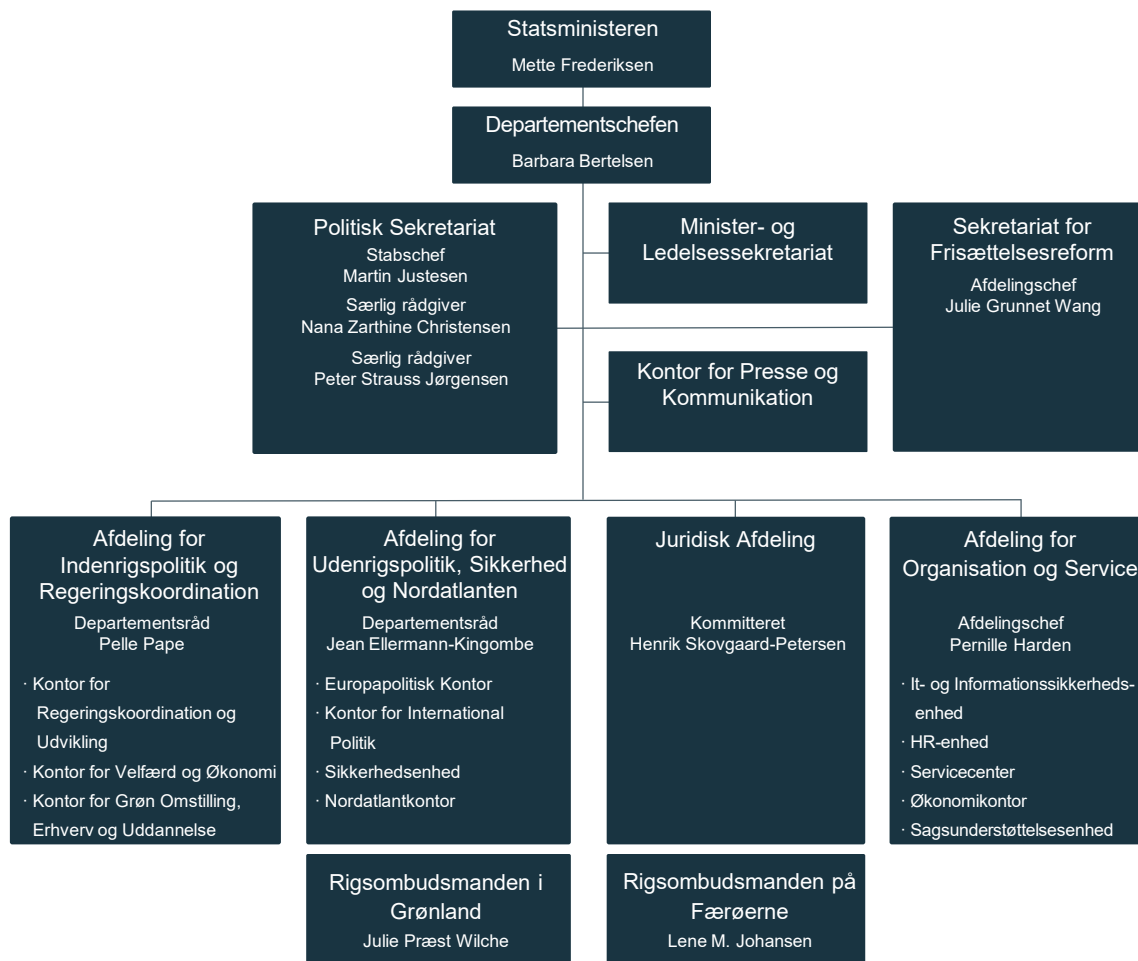 Statsministeren
Mette Frederiksen
Departementschefen
Barbara Bertelsen
Politisk Sekretariat
Stabschef
Martin Justesen
Særlig rådgiver
Nana Zarthine Christensen
Særlig rådgiver
Peter Strauss Jørgensen
Minister- og
Ledelsessekretariat
Kontor for Presse og
Kommunikation
Sekretariat for
Frisættelsesreform
Afdelingschef
Julie Grunnet Wang
Afdeling for
Indenrigspolitik og
Regeringskoordination
Departementsråd
Pelle Pape
· Kontor for
Regeringskoordination og
Udvikling
· Kontor for Velfærd og Økonomi
· Kontor for Grøn Omstilling,
Erhverv og Uddannelse
Afdeling for
Udenrigspolitik, Sikkerhed
og Nordatlanten
Departementsråd
Jean Ellermann-Kingombe
· Europapolitisk Kontor
· Kontor for International
Politik
· Sikkerhedsenhed
· Nordatlantkontor
Juridisk Afdeling
Kommitteret
Henrik Skovgaard-Petersen
Afdeling for
Organisation og Service
Afdelingschef
Pernille Harden
· It- og Informationssikkerheds-
enhed
· HR-enhed
· Servicecenter
· Økonomikontor
· Sagsunderstøttelsesenhed
Rigsombudsmanden i
Grønland
Julie Præst Wilche
Rigsombudsmanden på
Færøerne
Lene M. Johansen